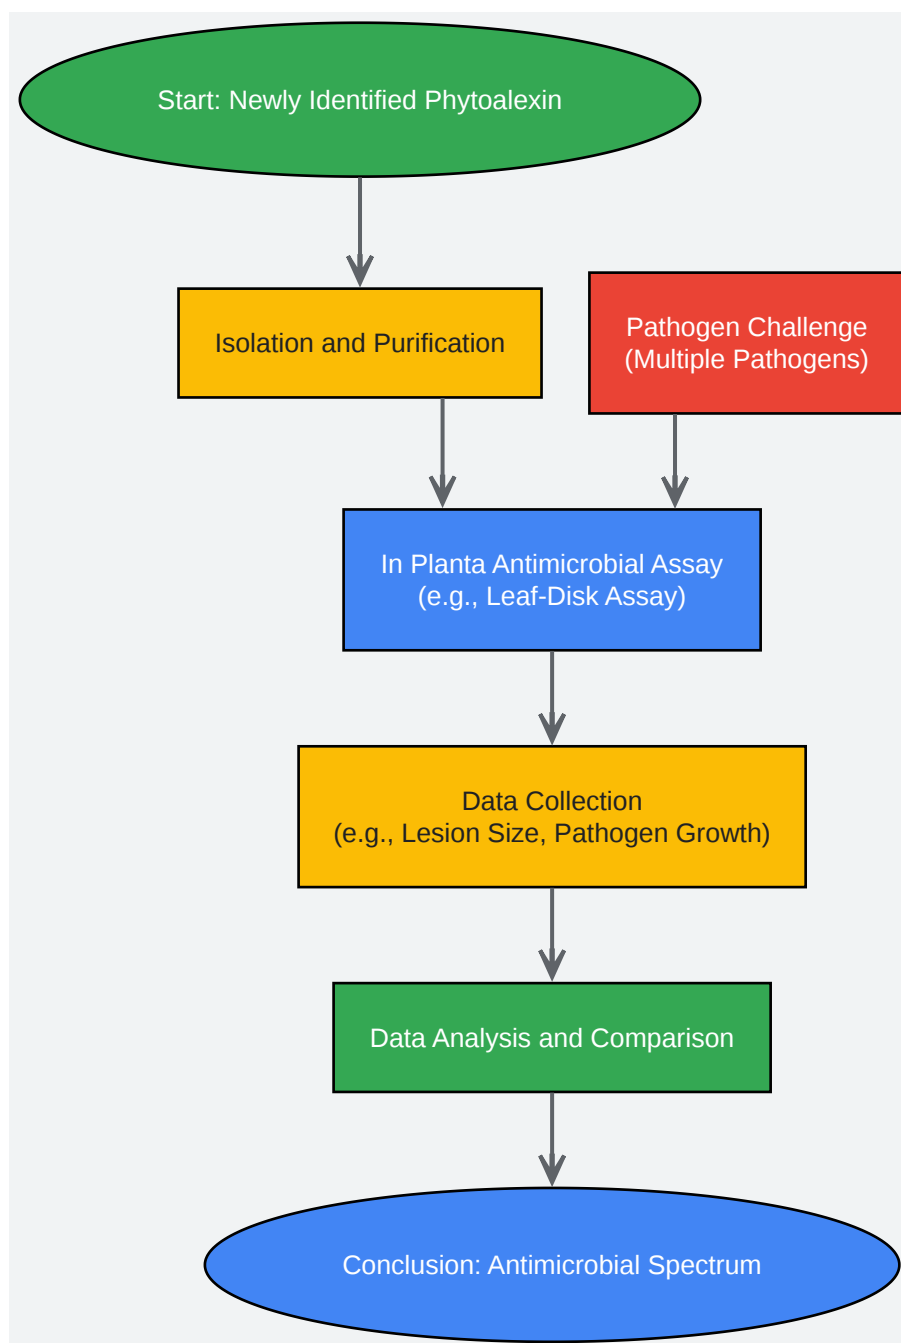 Start: Newly Identified Phytoalexin
Isolation and Purification
Pathogen Challenge
(Multiple Pathogens)
In Planta Antimicrobial Assay
(e.g., Leaf-Disk Assay)
Data Collection
(e.g., Lesion Size, Pathogen Growth)
Data Analysis and Comparison
Conclusion: Antimicrobial Spectrum